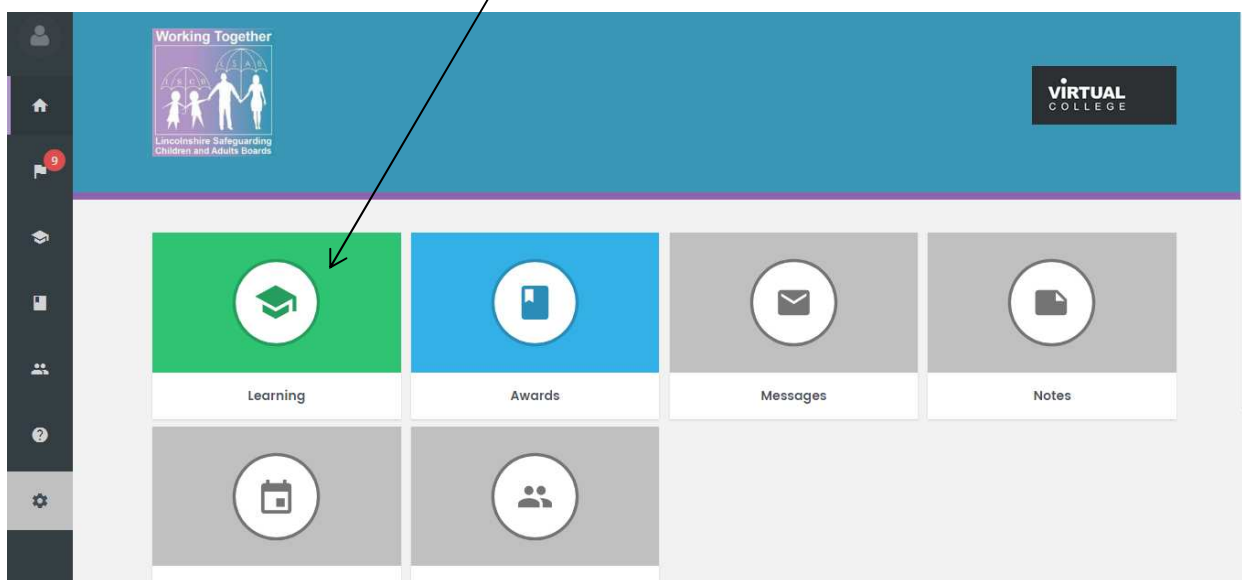 Working Together
LSCB
LSAB
Lincolnshire Safeguarding
Children and Adults Boards
VIRTUAL
COLLEGE
9
Learning
Awards
Messages
Notes